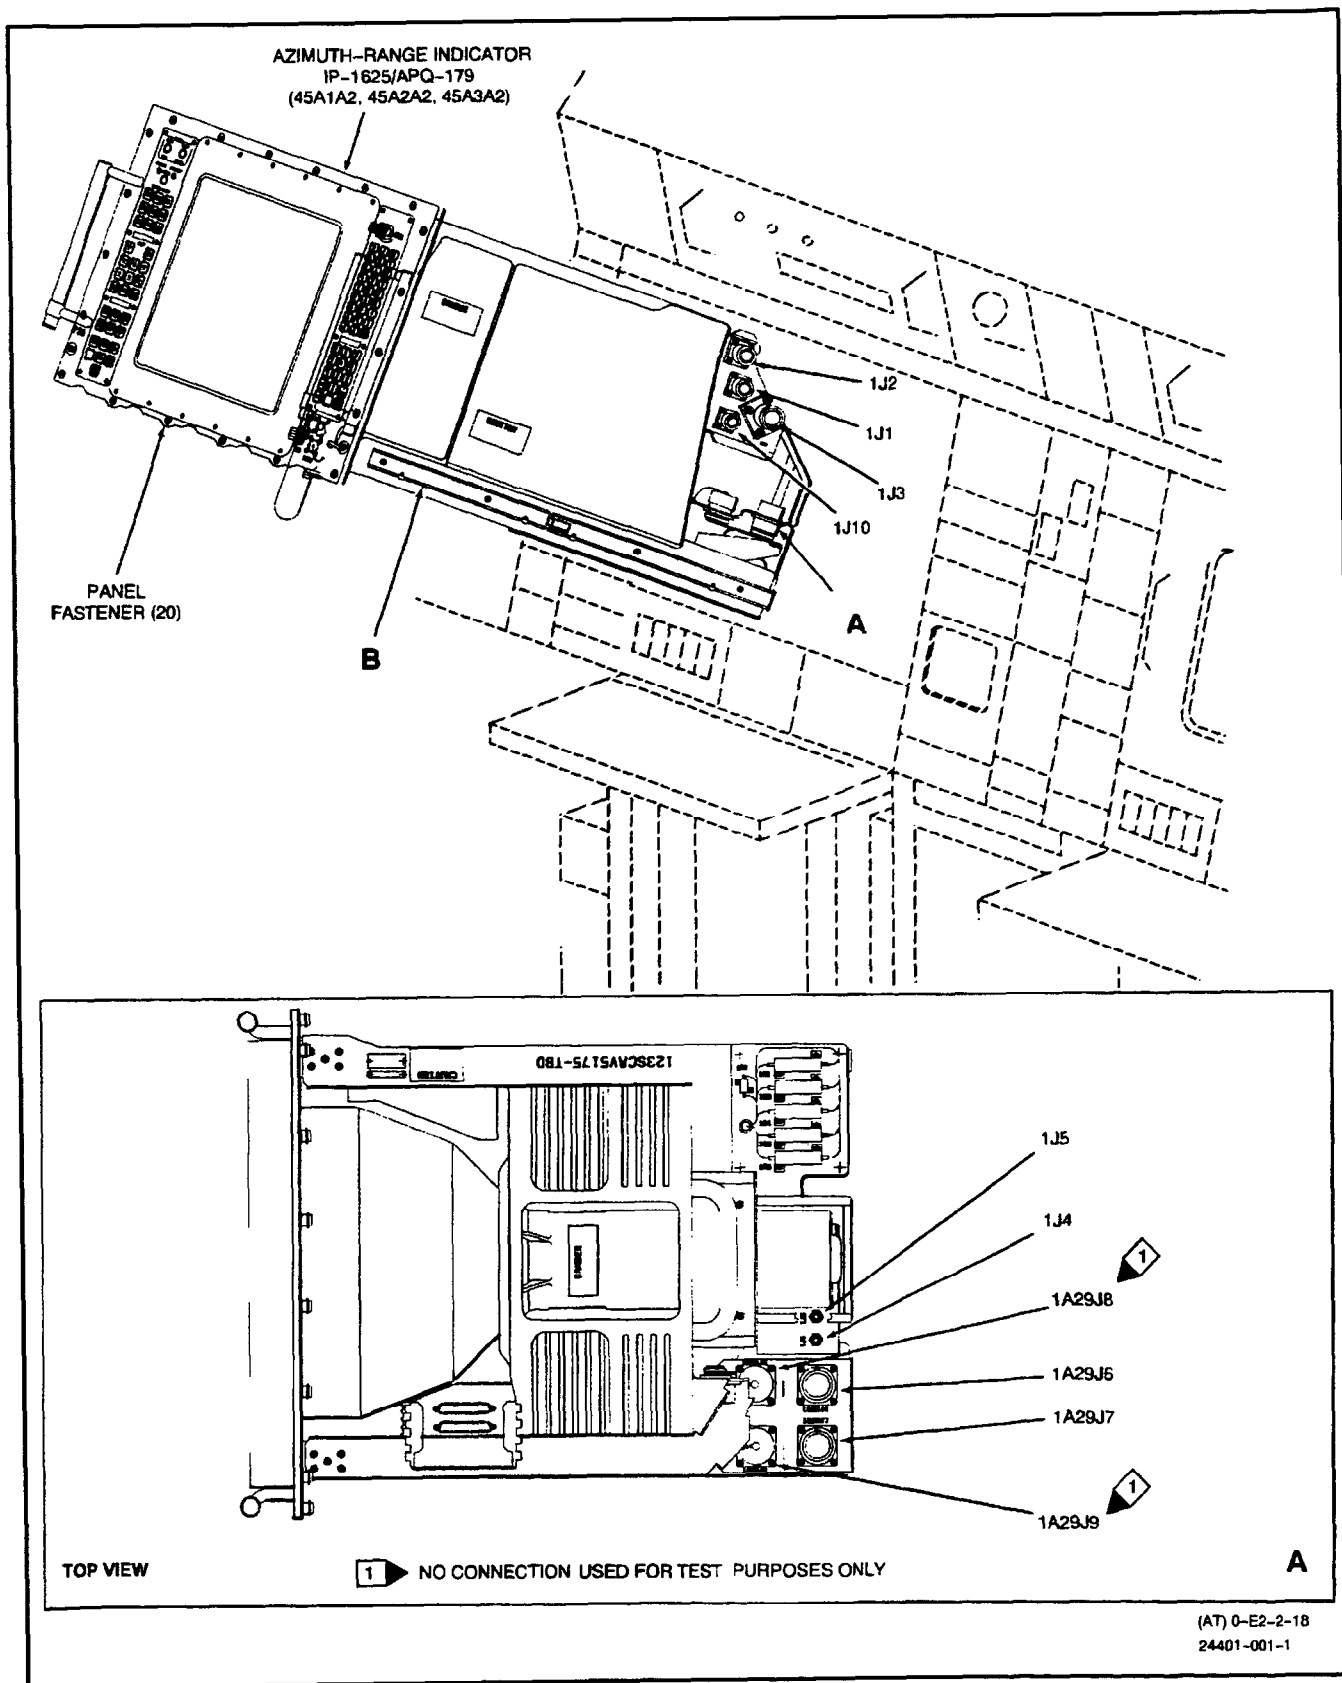 AZIMUTH-RANGE INDICATOR
IP-1625/APQ-179
(45A1A2, 45A2A2, 45A3A2)
1J2
1J1
1J3
1J10
PANEL
FASTENER (20)
A
B
123SCAV5175-TBD
1J5
1J4
1
1A29J8
1A29J6
1A29J7
1
1A29J9
TOP VIEW
1 NO CONNECTION USED FOR TEST PURPOSES ONLY
A
(AT) 0-E2-2-18
24401-001-1